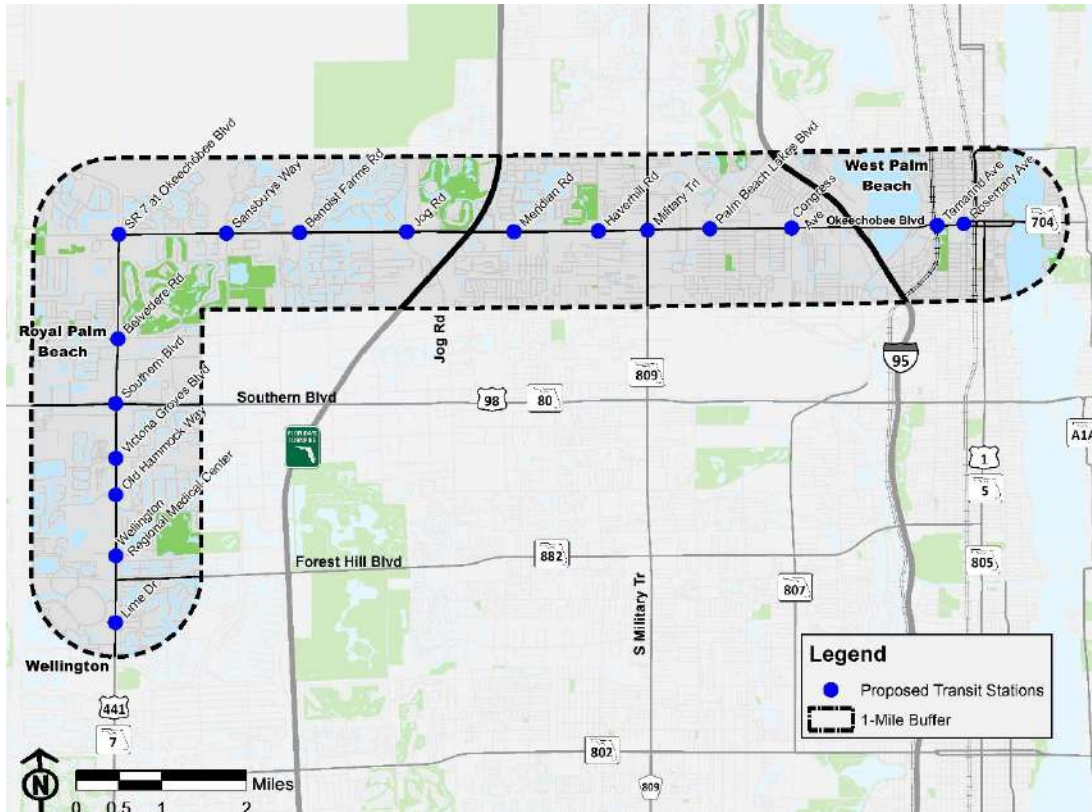 SR 7 at Okeechobee Blvd
Sansburys Way
Benoist Farms Rd
Jog Rd
Meridian Rd
Haverhill Rd
Military Trl
Palm Beach Lakes Blvd
Congress
Ave
West Palm
Beach
Okeechobee Blvd
Tamarind Ave
Rosemary Ave
704
Belvedere Rd
Royal Palm
Beach
Southern Blvd
Victoria Groves Blvd
Old Hammock Way
Wellington
Regional Medical Center
Lime Dr
Wellington
441
7
Southern Blvd
98
80
Jog Rd
809
95
A1A
1
5
Forest Hill Blvd
882
807
805
S Military Tr
802
809
Legend
Proposed Transit Stations
1-Mile Buffer
N
0 0.5 1 2
Miles